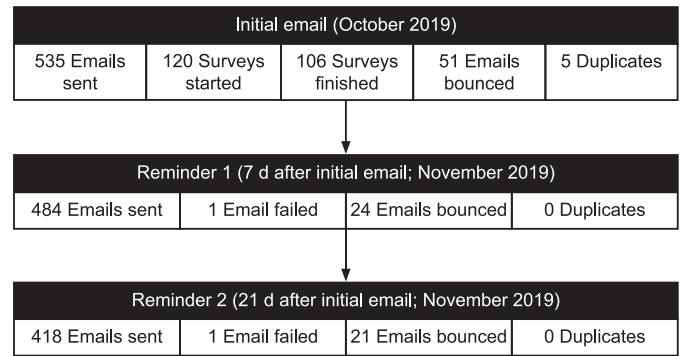 Initial email (October 2019)
535 Emails sent
120 Surveys started
106 Surveys finished
51 Emails bounced
5 Duplicates
Reminder 1 (7 d after initial email; November 2019)
484 Emails sent
1 Email failed
24 Emails bounced
0 Duplicates
Reminder 2 (21 d after initial email; November 2019)
418 Emails sent
1 Email failed
21 Emails bounced
0 Duplicates